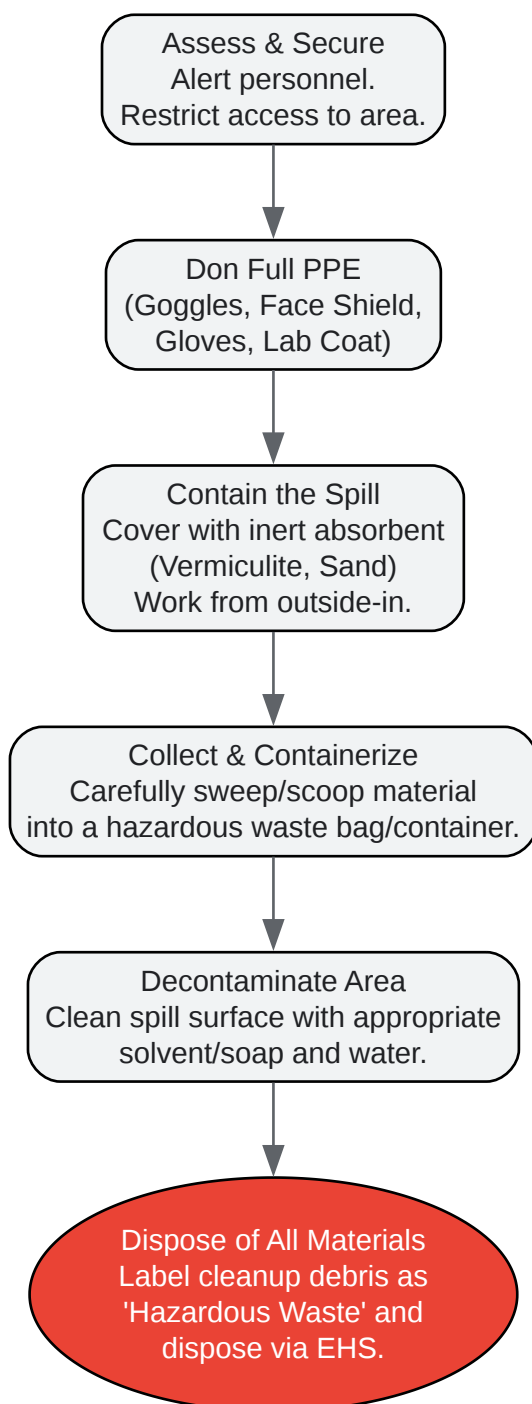 Assess & Secure
Alert personnel.
Restrict access to area.
Don Full PPE
(Goggles, Face Shield,
Gloves, Lab Coat)
Contain the Spill
Cover with inert absorbent
(Vermiculite, Sand)
Work from outside-in.
Collect & Containerize
Carefully sweep/scoop material
into a hazardous waste bag/container.
Decontaminate Area
Clean spill surface with appropriate
solvent/soap and water.
Dispose of All Materials
Label cleanup debris as
'Hazardous Waste' and
dispose via EHS.